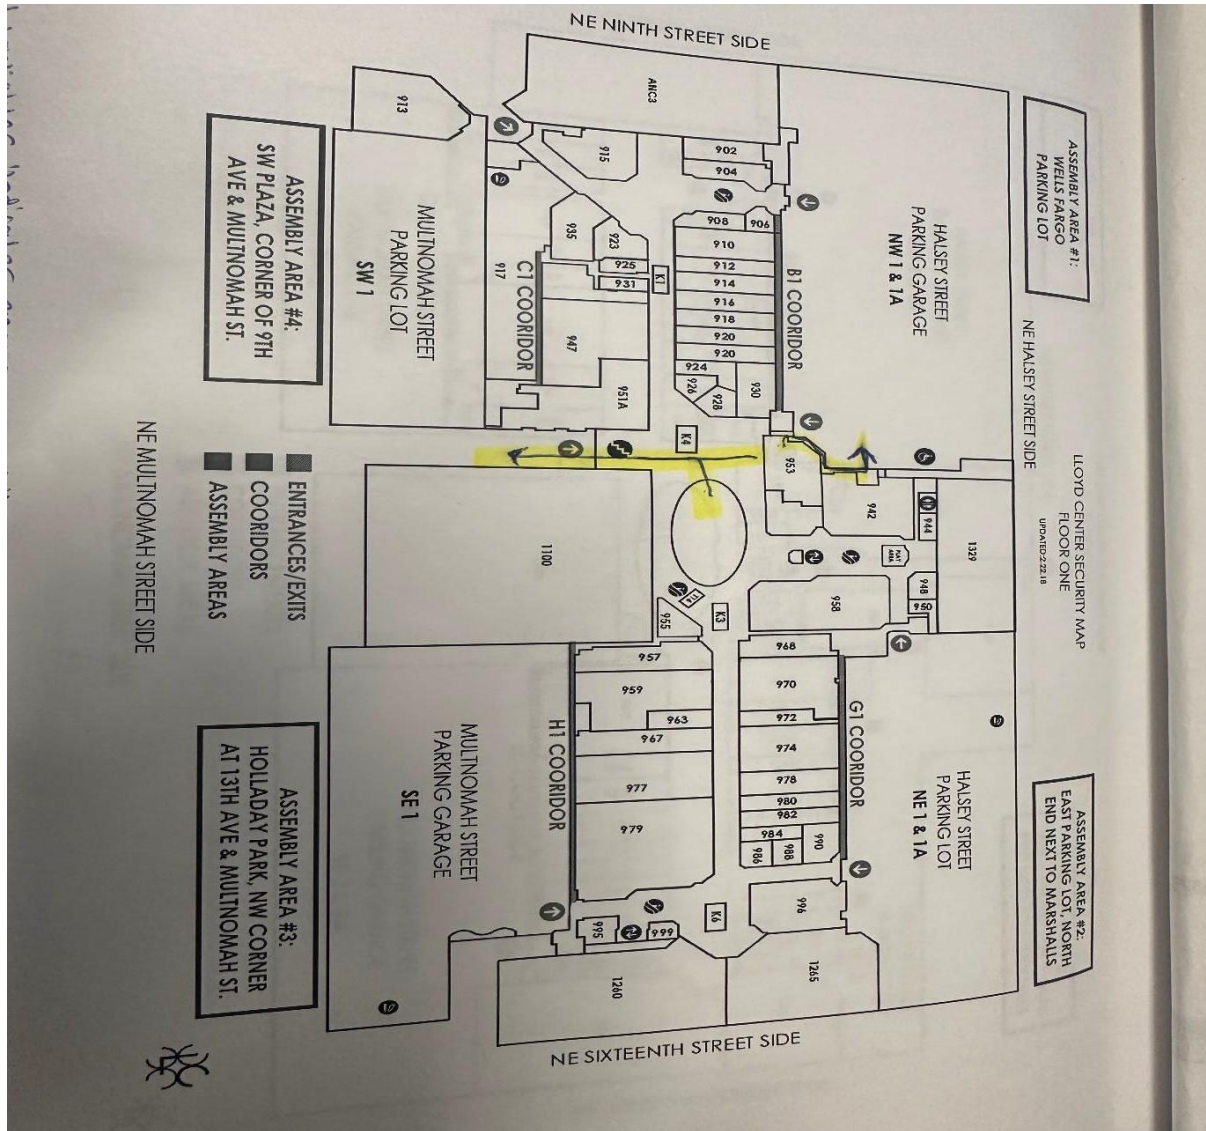 LLOYD CENTER SECURITY MAP
FLOOR ONE
UPDATED:2.22.18
NE HALSEY STREET SIDE
ASSEMBLY AREA #1:
WELLS FARGO
PARKING LOT
ASSEMBLY AREA #2:
EAST PARKING LOT, NORTH
END NEXT TO MARSHALLS
HALSEY STREET
PARKING GARAGE
NW 1 & 1A
HALSEY STREET
PARKING LOT
NE 1 & 1A
NE NINTH STREET SIDE
NE SIXTEENTH STREET SIDE
1329
944
948
950
942
PLAY
AREA
958
953
B1 COORIDOR
G1 COORIDOR
ANC3
902
904
906
908
910
912
914
916
918
920
920
924
926
928
930
968
970
972
974
978
980
982
984
986
988
990
996
1265
K1
K4
K3
K6
915
923
925
931
935
947
951A
955
957
959
963
967
977
979
995
999
1260
1100
913
917
C1 COORIDOR
H1 COORIDOR
MULTNOMAH STREET
PARKING LOT
SW 1
MULTNOMAH STREET
PARKING GARAGE
SE 1
ENTRANCES/EXITS
COORIDORS
ASSEMBLY AREAS
ASSEMBLY AREA #4:
SW PLAZA, CORNER OF 9TH
AVE & MULTNOMAH ST.
ASSEMBLY AREA #3:
HOLLADAY PARK, NW CORNER
AT 13TH AVE & MULTNOMAH ST.
NE MULTNOMAH STREET SIDE